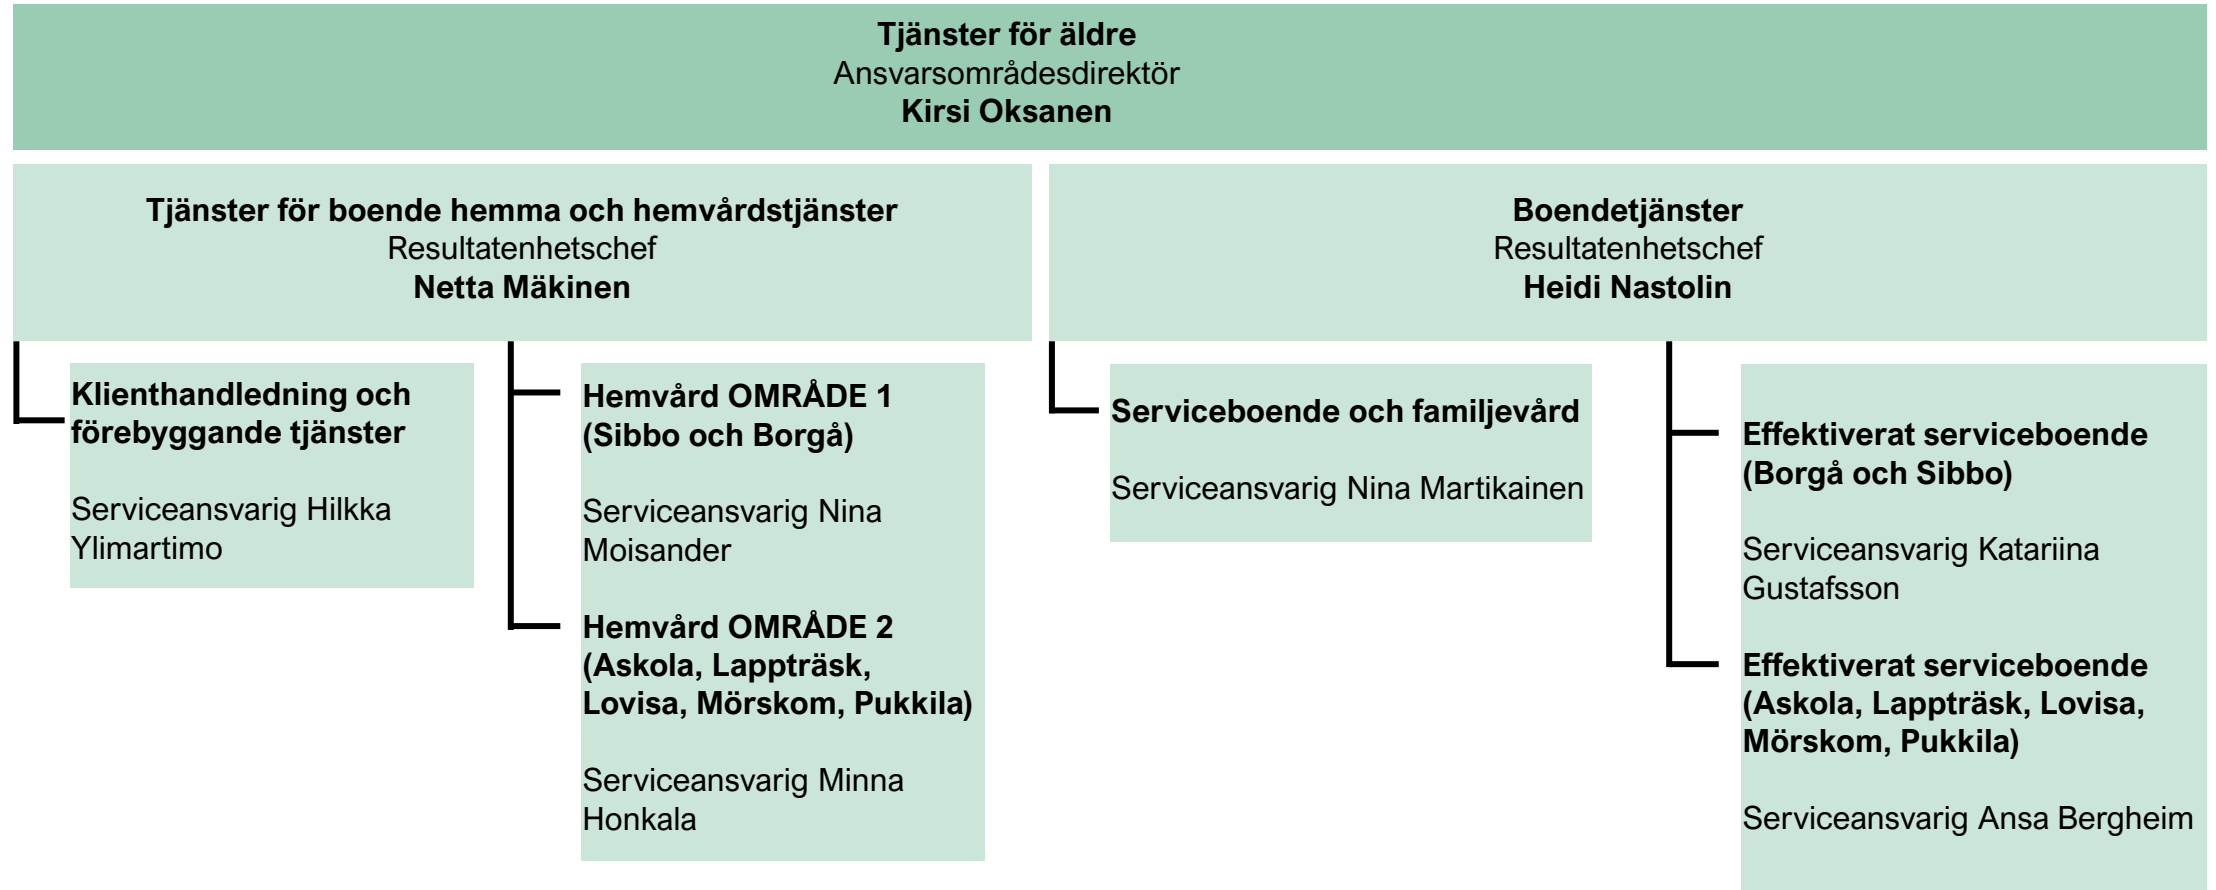 Tjänster för äldre
Ansvarsområdesdirektör
Kirsi Oksanen
Tjänster för boende hemma och hemvårdstjänster
Resultatenhetschef
Netta Mäkinen
Klienthandledning och
förebyggande tjänster
Serviceansvarig Hilkka
Ylimartimo
Hemvård OMRÅDE 1
(Sibbo och Borgå)
Serviceansvarig Nina
Moisander
Hemvård OMRÅDE 2
(Askola, Lappträsk,
Lovisa, Mörskom, Pukkila)
Serviceansvarig Minna
Honkala
Boendetjänster
Resultatenhetschef
Heidi Nastolin
Serviceboende och familjevård
Serviceansvarig Nina Martikainen
Effektiverat serviceboende
(Borgå och Sibbo)
Serviceansvarig Katariina
Gustafsson
Effektiverat serviceboende
(Askola, Lappträsk, Lovisa,
Mörskom, Pukkila)
Serviceansvarig Ansa Bergheim